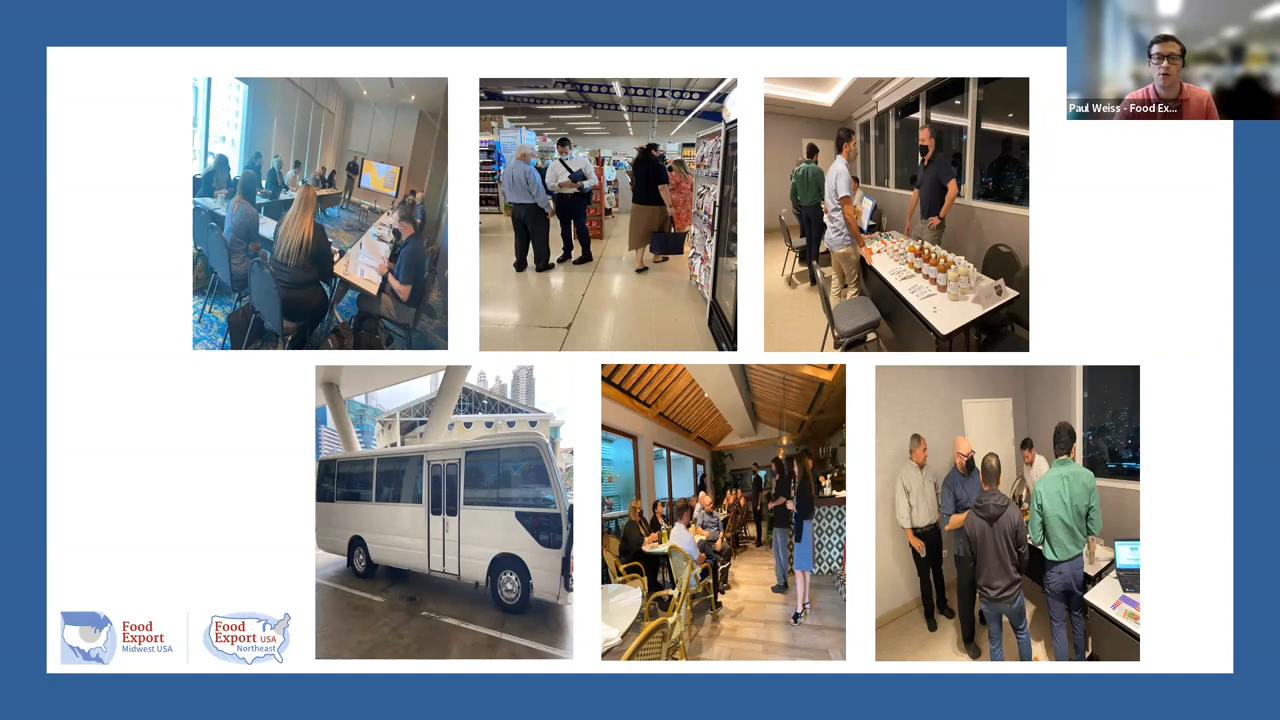 Paul Weiss - Food Ex...
Food
Export
Midwest USA
Food
Export USA
Northeast